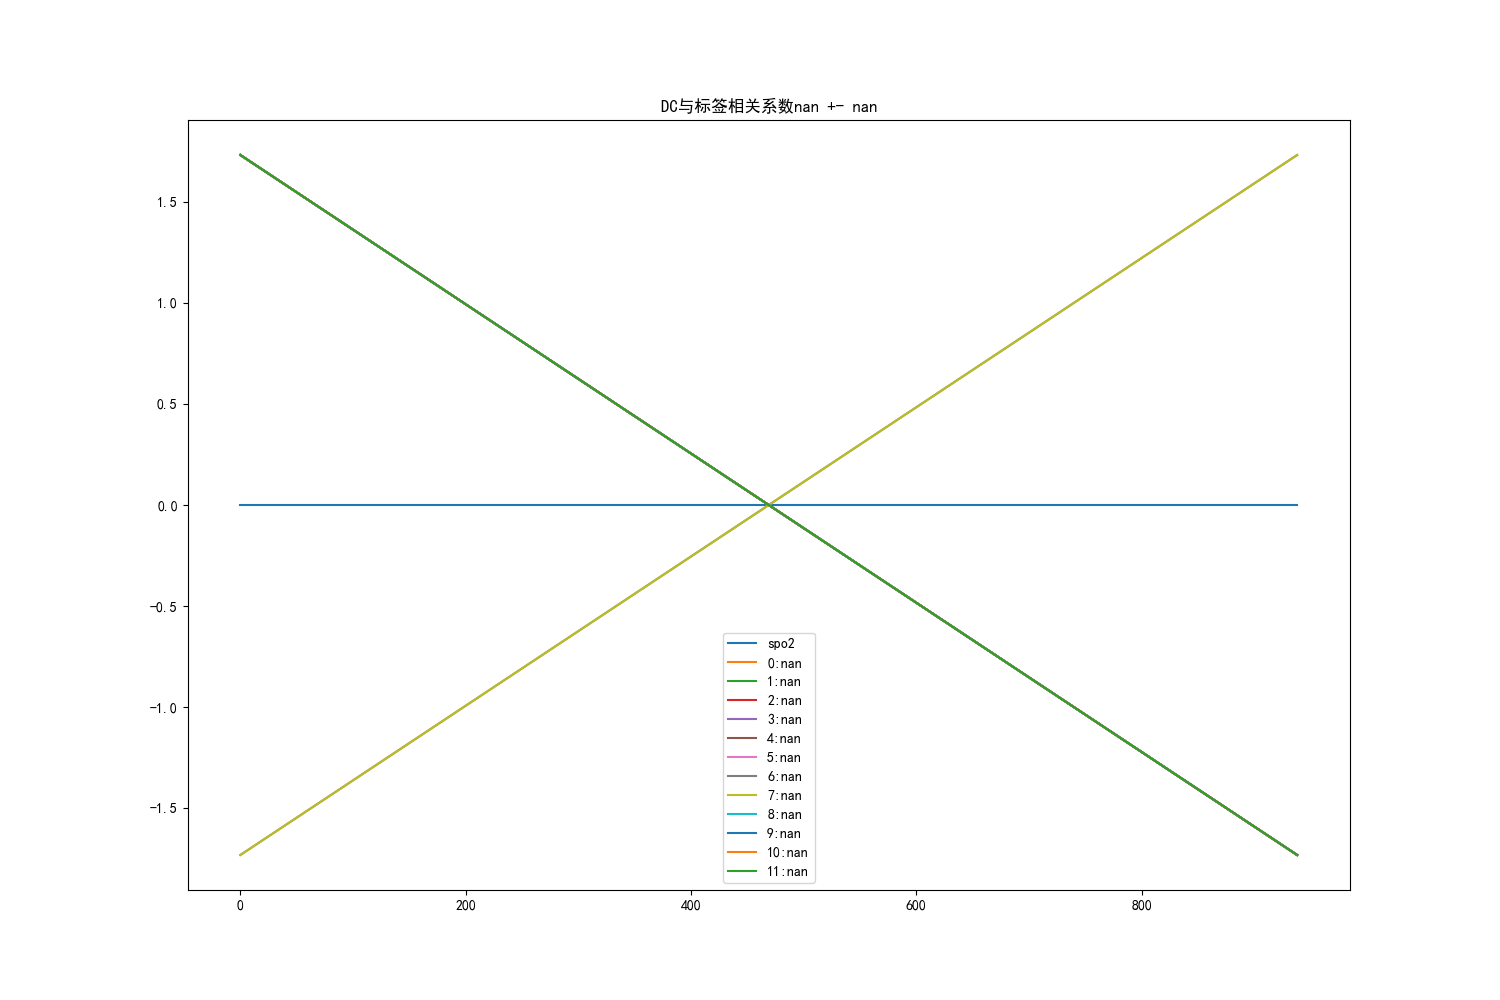 DC与标签相关系数nan +- nan
1.5
1.0
0.5
0.0
−0.5
−1.0
−1.5
spo2
0:nan
1:nan
2:nan
3:nan
4:nan
5:nan
6:nan
7:nan
8:nan
9:nan
10:nan
11:nan
0 200 400 600 800